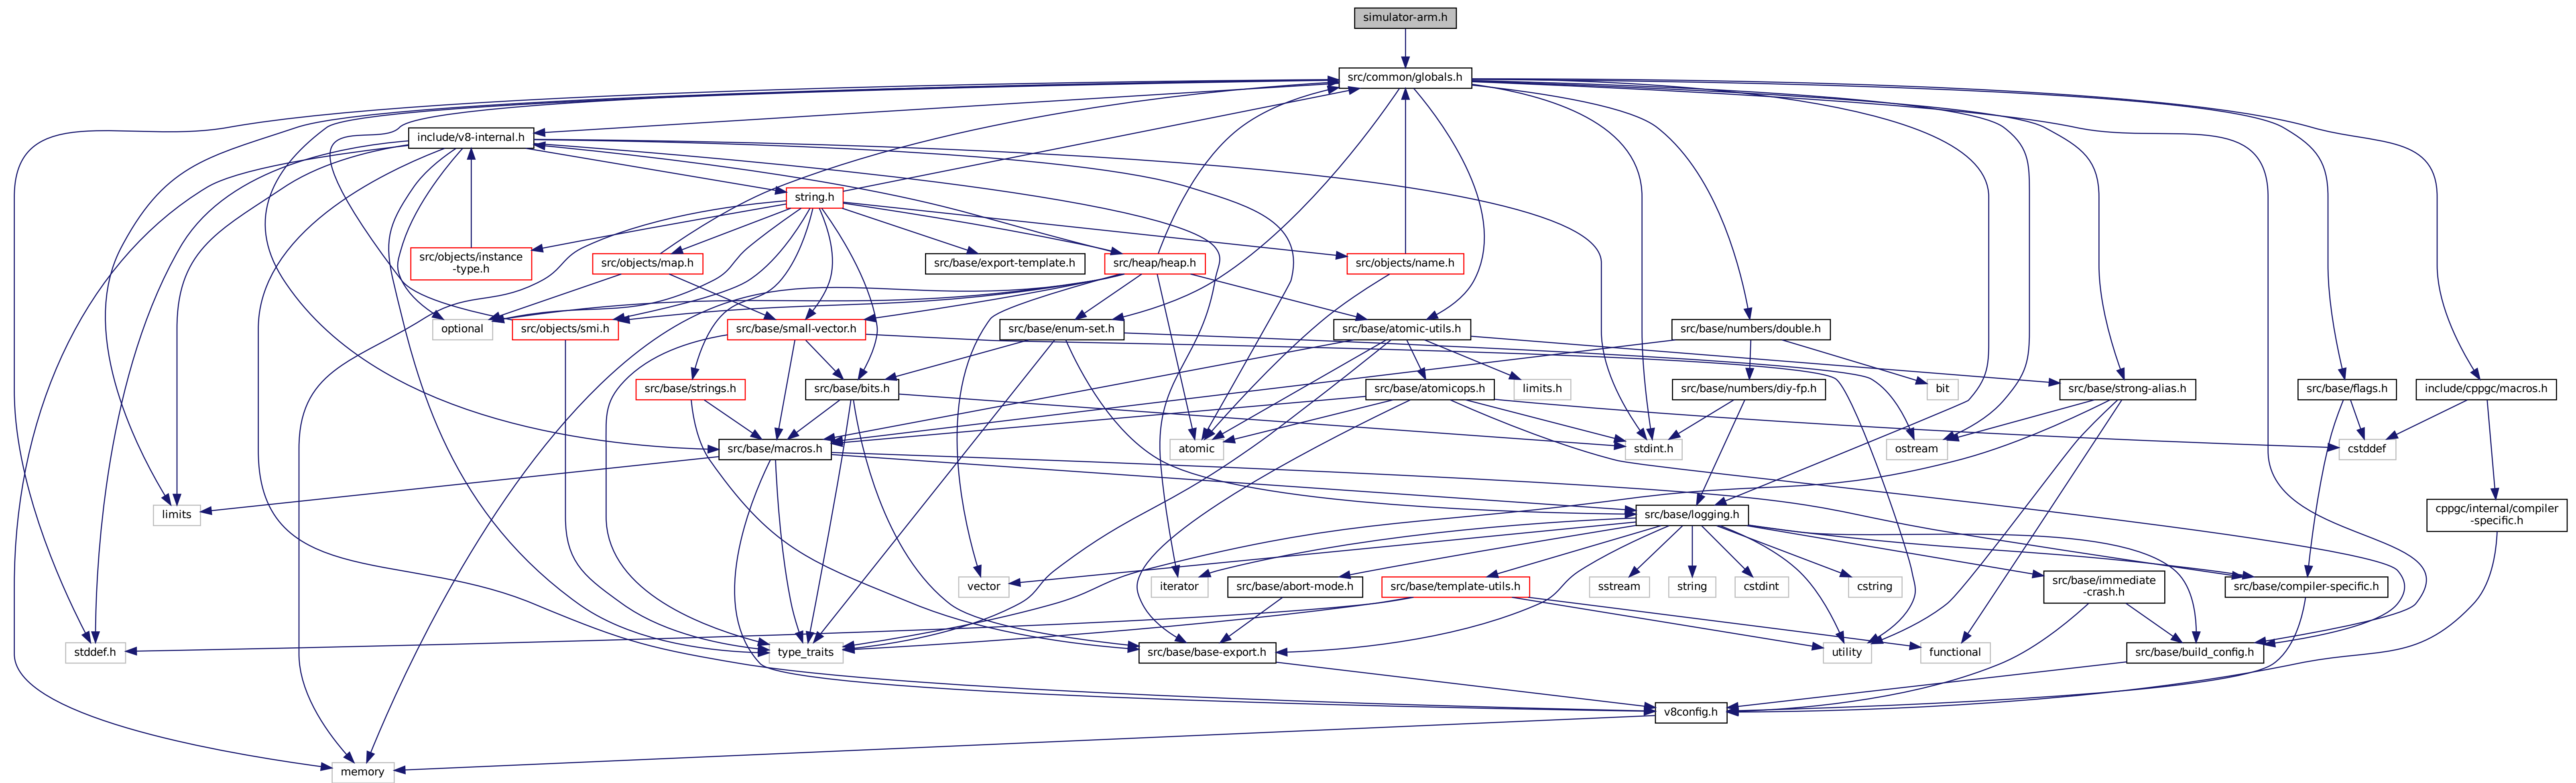 simulator-arm.h
src/common/globals.h
include/v8-internal.h
string.h
src/objects/instance
-type.h
src/objects/map.h
src/base/export-template.h
src/heap/heap.h
src/objects/name.h
optional
src/objects/smi.h
src/base/small-vector.h
src/base/enum-set.h
src/base/atomic-utils.h
src/base/numbers/double.h
src/base/strings.h
src/base/bits.h
src/base/atomicops.h
limits.h
src/base/numbers/diy-fp.h
bit
src/base/strong-alias.h
src/base/flags.h
include/cppgc/macros.h
src/base/macros.h
atomic
stdint.h
ostream
cstddef
limits
src/base/logging.h
cppgc/internal/compiler
-specific.h
vector
iterator
src/base/abort-mode.h
src/base/template-utils.h
sstream
string
cstdint
cstring
src/base/immediate
-crash.h
src/base/compiler-specific.h
stddef.h
type_traits
src/base/base-export.h
utility
functional
src/base/build_config.h
v8config.h
memory